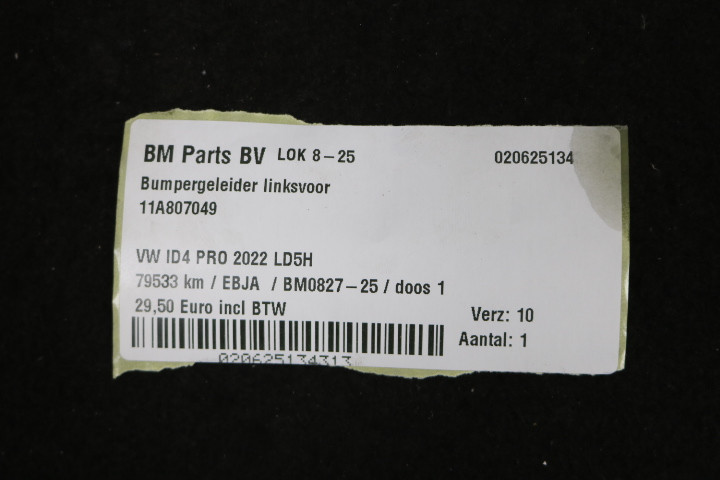 BM Parts BV LOK 8-25 020625134
Bumpergeleider linksvoor
11A807049
VW ID4 PRO 2022 LD5H
79533 km / EBJA / BM0827-25 / doos 1
29,50 Euro incl BTW
Verz: 10
Aantal: 1
020625134313